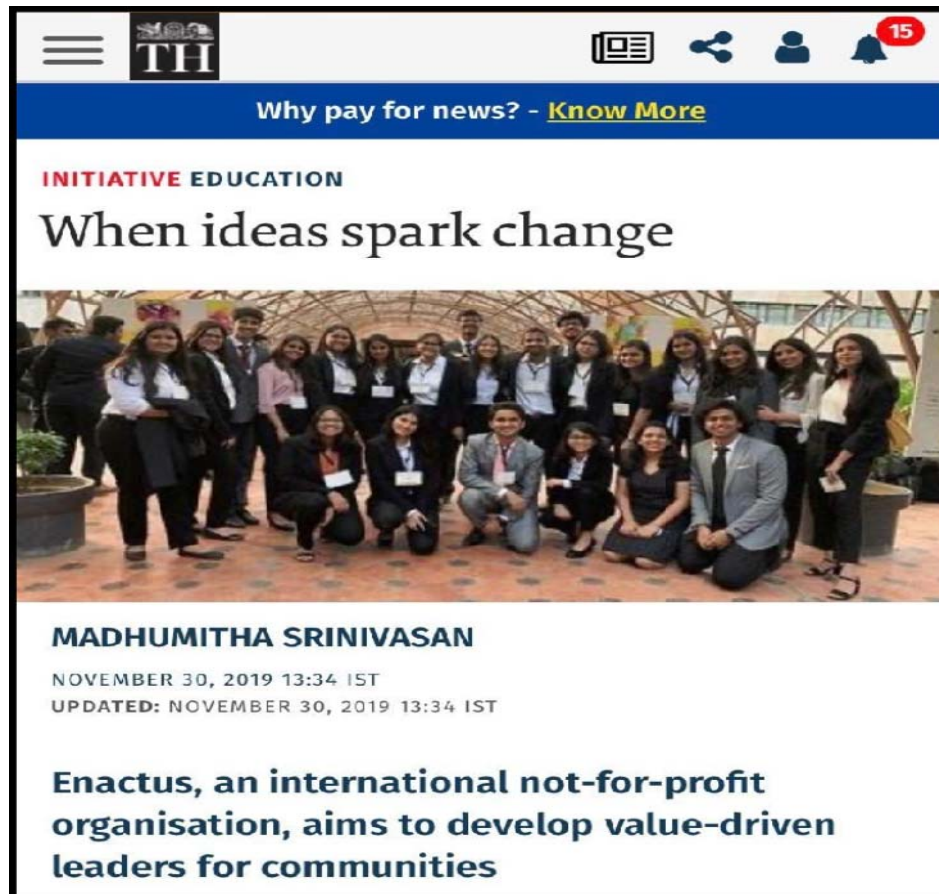 TH
15
Why pay for news? - Know More
INITIATIVE EDUCATION
When ideas spark change
MADHUMITHA SRINIVASAN
NOVEMBER 30, 2019 13:34 IST
UPDATED: NOVEMBER 30, 2019 13:34 IST
Enactus, an international not-for-profit
organisation, aims to develop value-driven
leaders for communities